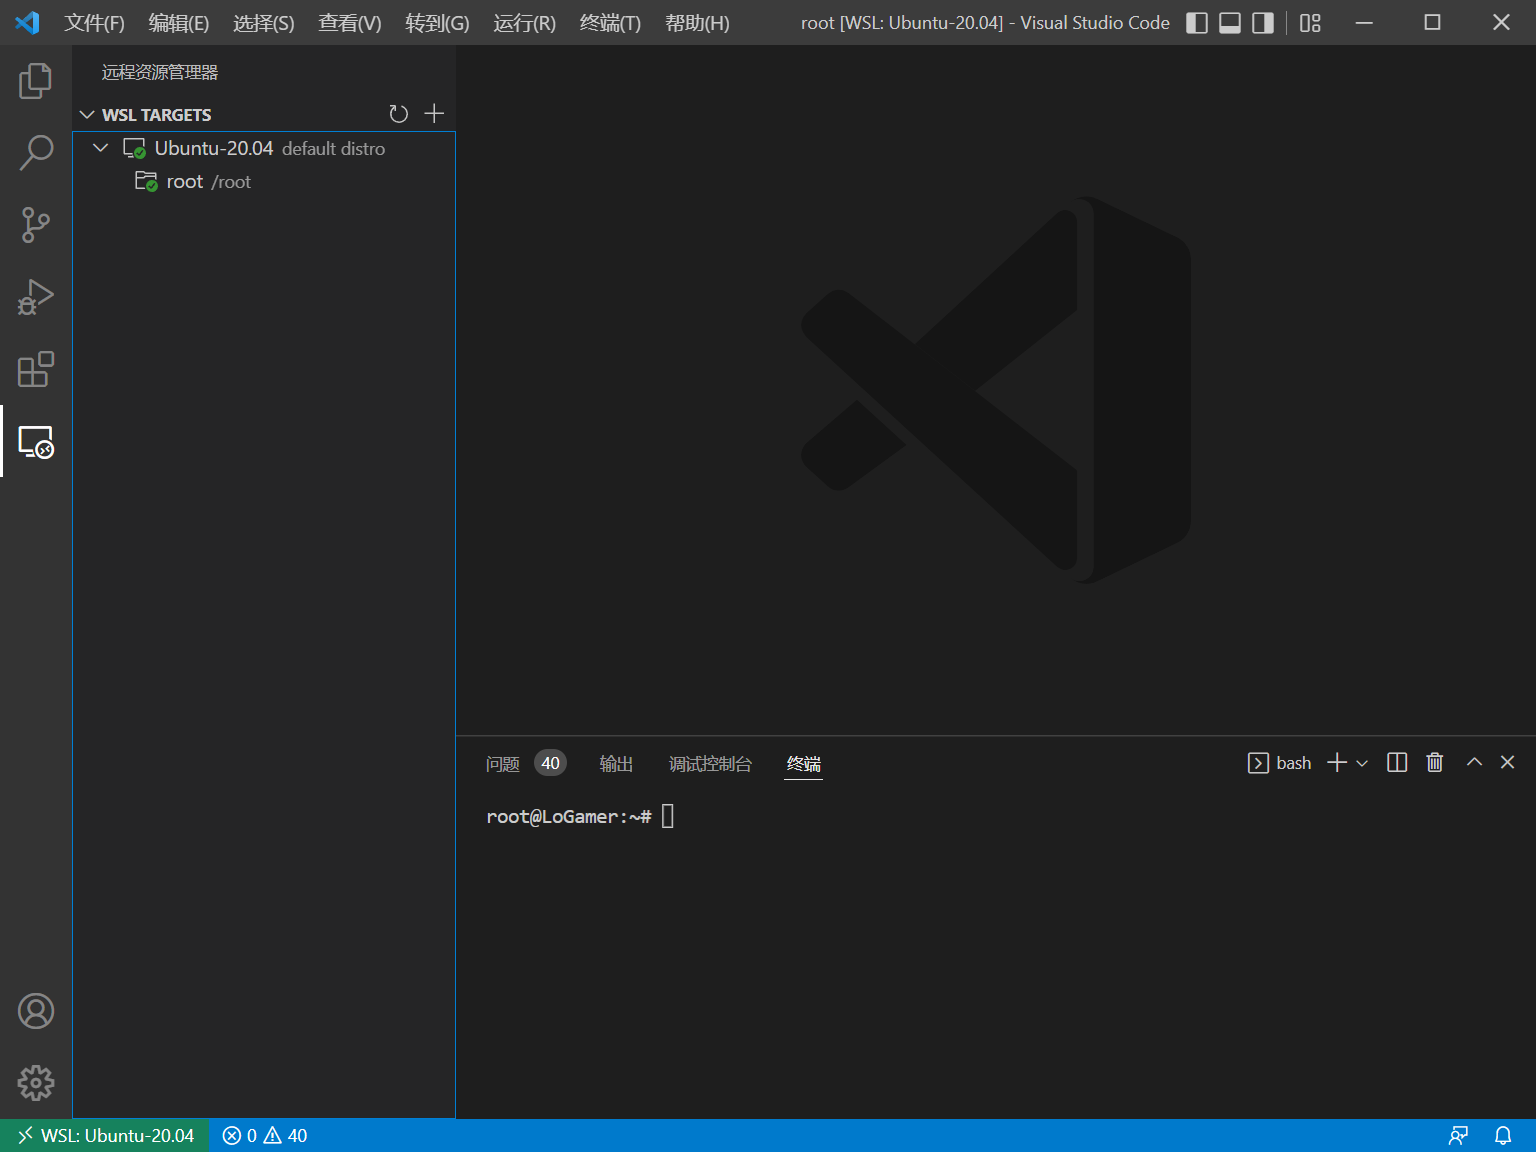 文件(F) 编辑(E) 选择(S) 查看(V) 转到(G) 运行(R) 终端(T) 帮助(H) root [WSL: Ubuntu-20.04] - Visual Studio Code
远程资源管理器
WSL TARGETS
Ubuntu-20.04 default distro
root /root
问题 40 输出 调试控制台 终端 bash
root@LoGamer:~#
WSL: Ubuntu-20.04 0 40